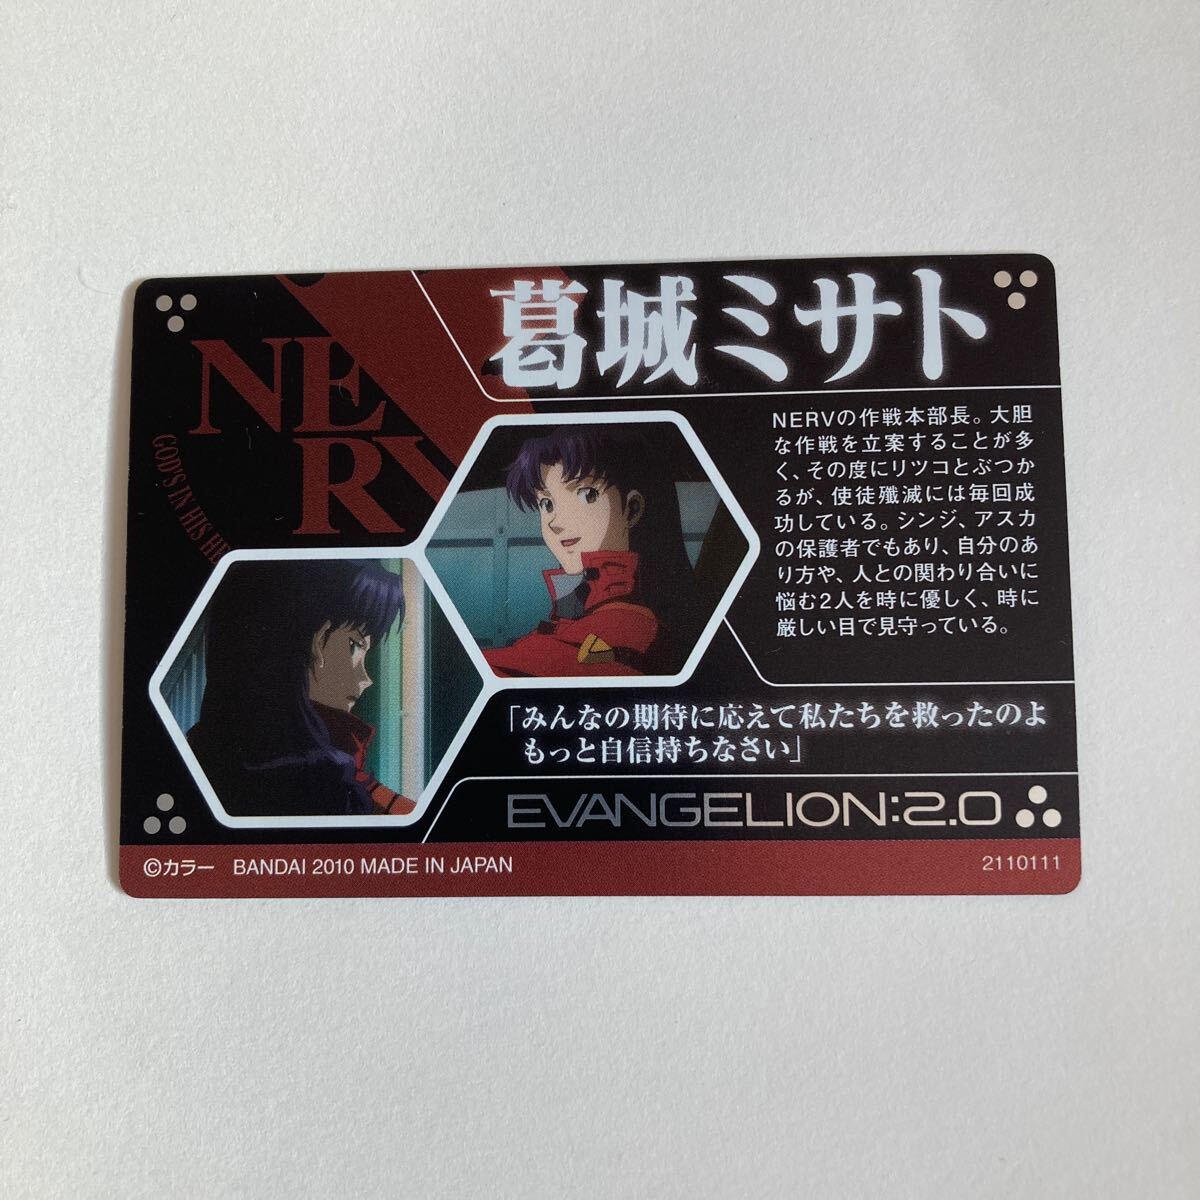 葛城ミサト
NE
RV
GOD'S IN HIS HE
NERVの作戦本部長。大胆
な作戦を立案することが多
く、その度にリツコとぶつか
るが、使徒殲滅には毎回成
功している。シンジ、アスカ
の保護者でもあり、自分のあ
り方や、人との関わり合いに
悩む2人を時に優しく、時に
厳しい目で見守っている。
「みんなの期待に応えて私たちを救ったのよ
もっと自信持ちなさい」
EVANGELION:2.0
©カラー BANDAI 2010 MADE IN JAPAN
2110111